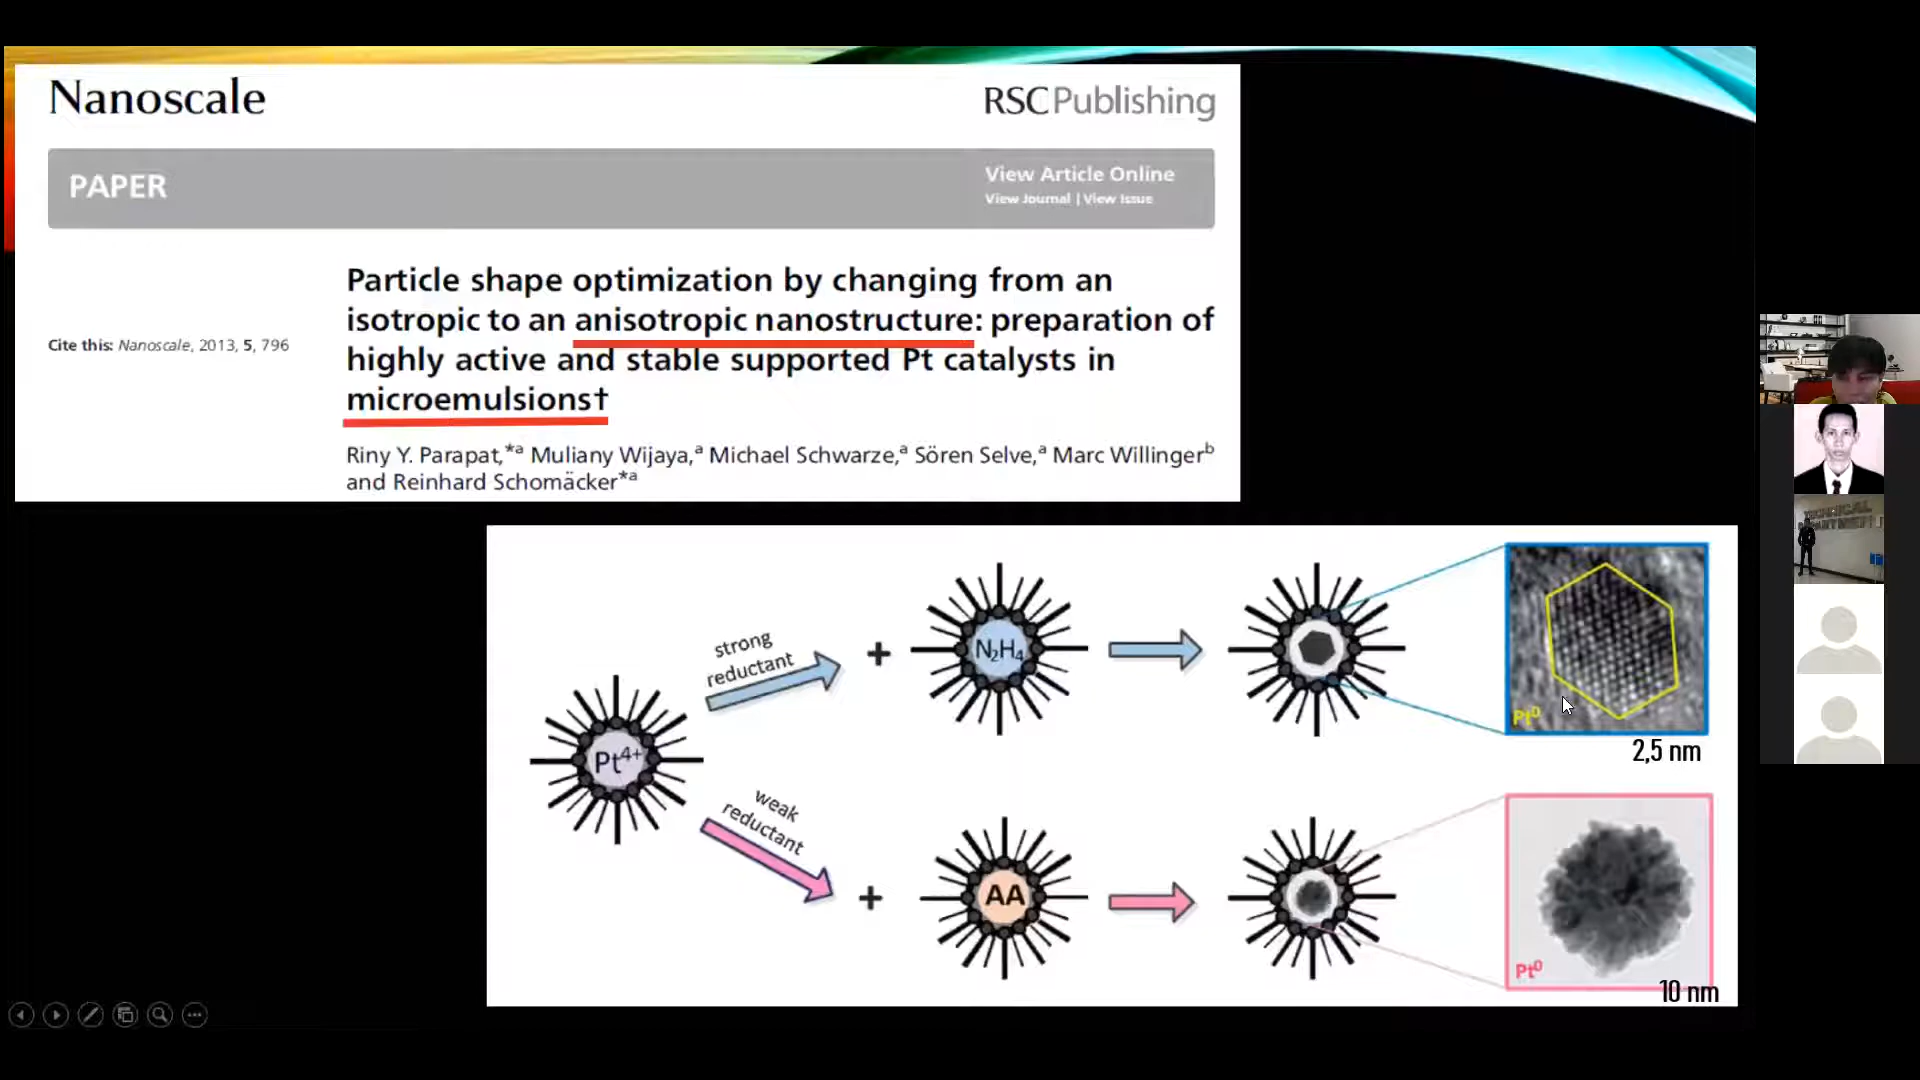 Nanoscale
RSCPublishing
PAPER
View Article Online
View Journal | View Issue
Particle shape optimization by changing from an
isotropic to an anisotropic nanostructure: preparation of
highly active and stable supported Pt catalysts in
microemulsions†
Cite this: Nanoscale, 2013, 5, 796
Riny Y. Parapat,*ª Muliany Wijaya,ª Michael Schwarze,ª Sören Selve,ª Marc Willingerᵇ
and Reinhard Schomäcker*ª
strong
reductant
+
N₂H₄
Pt⁰
2,5 nm
Pt⁴⁺
weak
reductant
+
AA
Pt⁰
10 nm
TECHNICAL